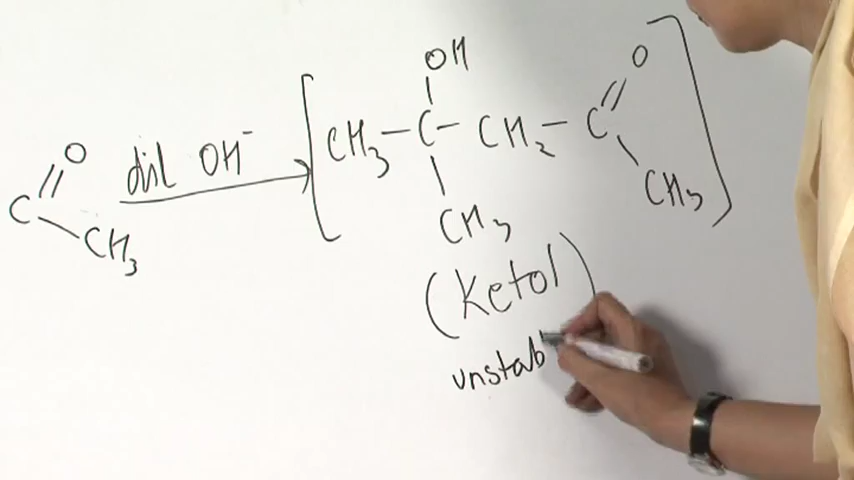 OH
O
O
dil OH⁻
[CH₃-C-CH₂-C
C
CH₃
CH₃
CH₃]
(Ketol)
unstab